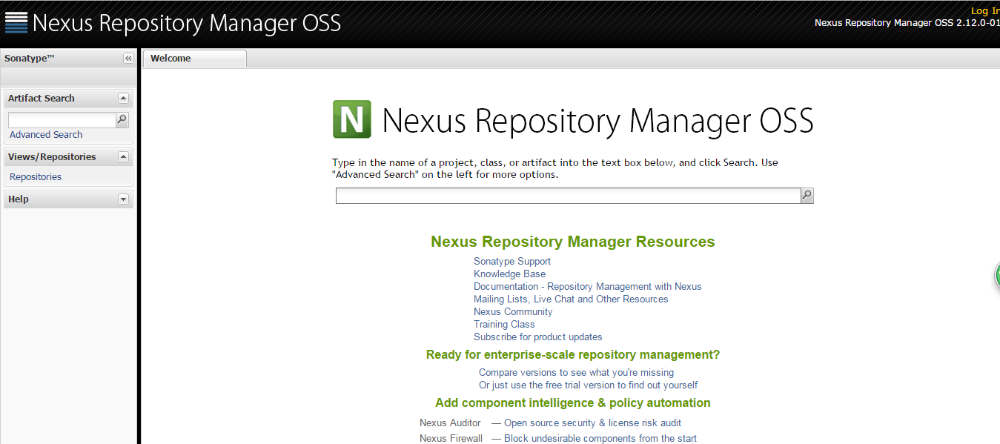 Nexus Repository Manager OSS
Log In
Nexus Repository Manager OSS 2.12.0-01
Sonatype™
Welcome
Artifact Search
Advanced Search
Views/Repositories
Repositories
Help
N Nexus Repository Manager OSS
Type in the name of a project, class, or artifact into the text box below, and click Search. Use
"Advanced Search" on the left for more options.
Nexus Repository Manager Resources
Sonatype Support
Knowledge Base
Documentation - Repository Management with Nexus
Mailing Lists, Live Chat and Other Resources
Nexus Community
Training Class
Subscribe for product updates
Ready for enterprise-scale repository management?
Compare versions to see what you're missing
Or just use the free trial version to find out yourself
Add component intelligence & policy automation
Nexus Auditor — Open source security & license risk audit
Nexus Firewall — Block undesirable components from the start